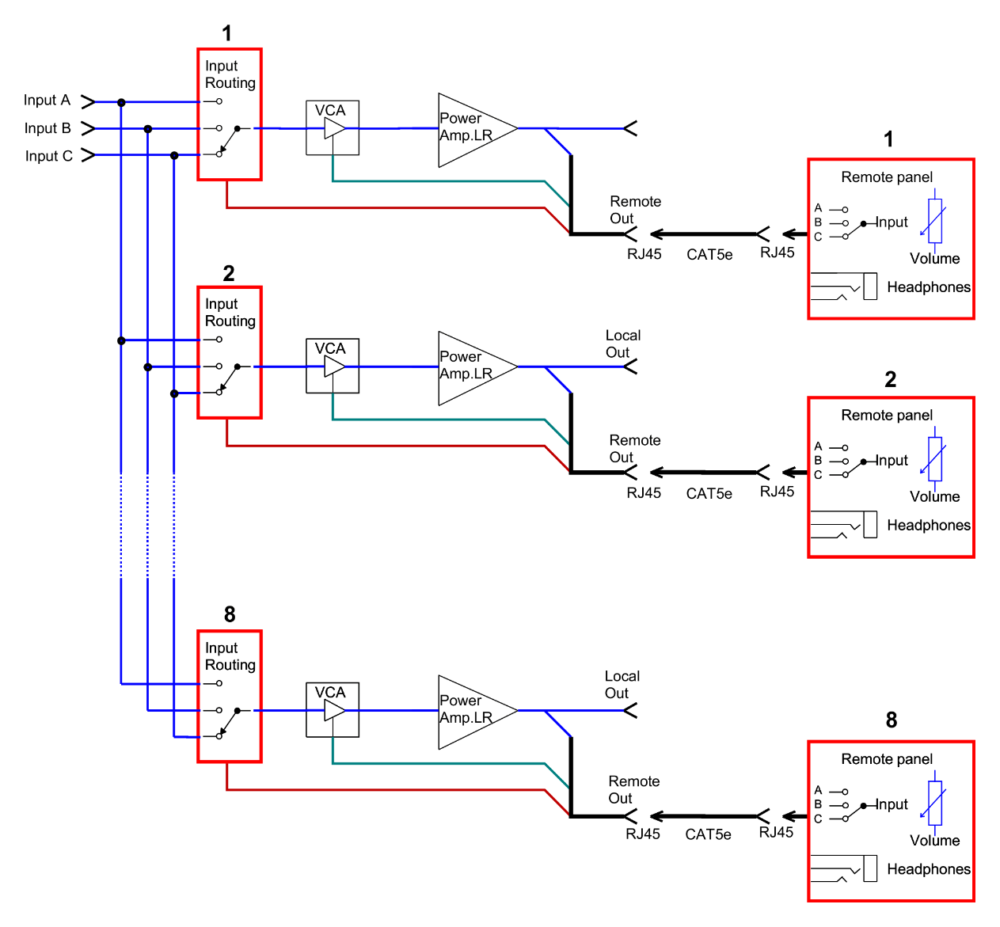 1
Input
Routing
Input A
Input B
Input C
VCA
Power
Amp.LR
Remote
Out
RJ45
CAT5e
RJ45
1
Remote panel
A
B
C
Input
Volume
Headphones
2
Input
Routing
VCA
Power
Amp.LR
Local
Out
Remote
Out
RJ45
CAT5e
RJ45
2
Remote panel
A
B
C
Input
Volume
Headphones
8
Input
Routing
VCA
Power
Amp.LR
Local
Out
Remote
Out
RJ45
CAT5e
RJ45
8
Remote panel
A
B
C
Input
Volume
Headphones